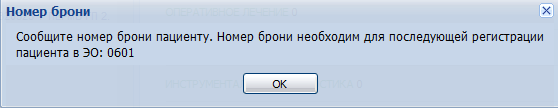 Номер брони
Сообщите номер брони пациенту. Номер брони необходим для последующей регистрации
пациента в ЭО: 0601
OK